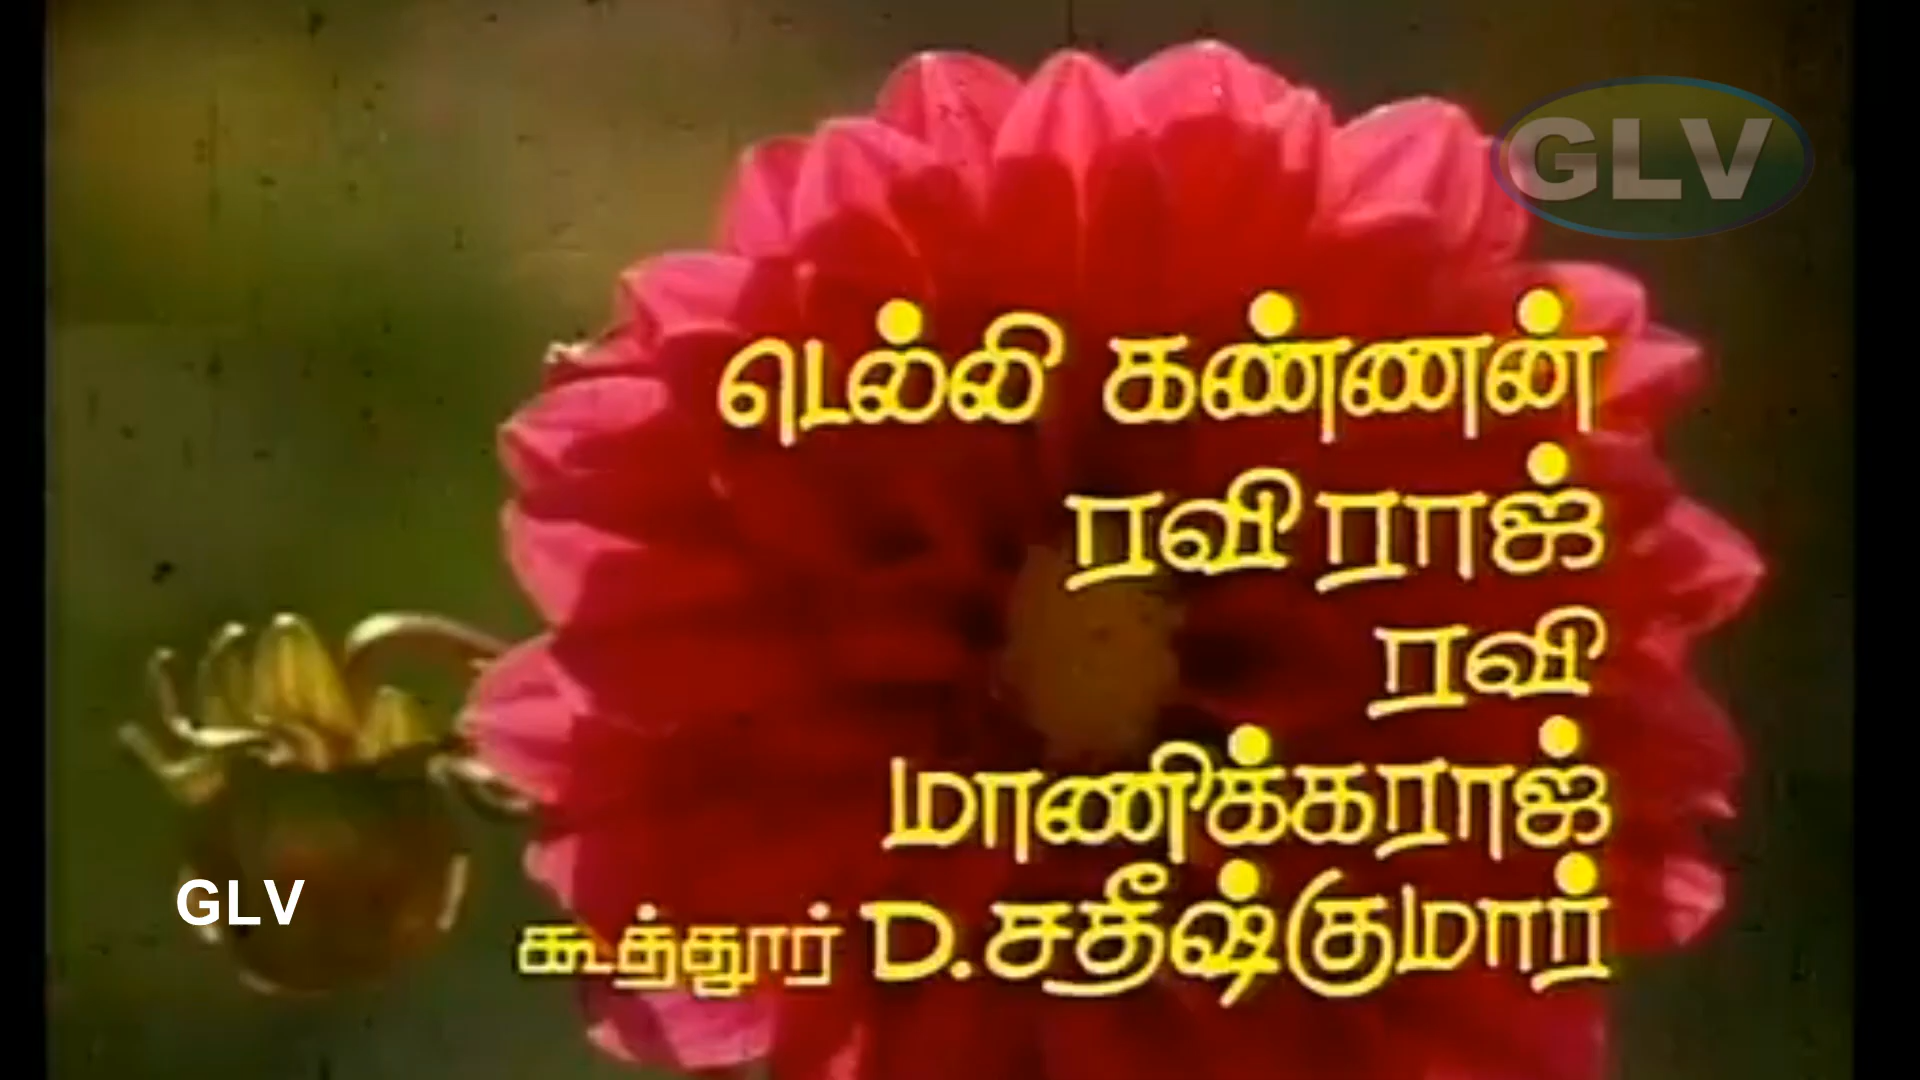 GLV
டெல்லி கண்ணன்
ரவி ராஜ்
ரவி
மாணிக்கராஜ்
கூத்தூர் D.சதீஷ்குமார்
GLV